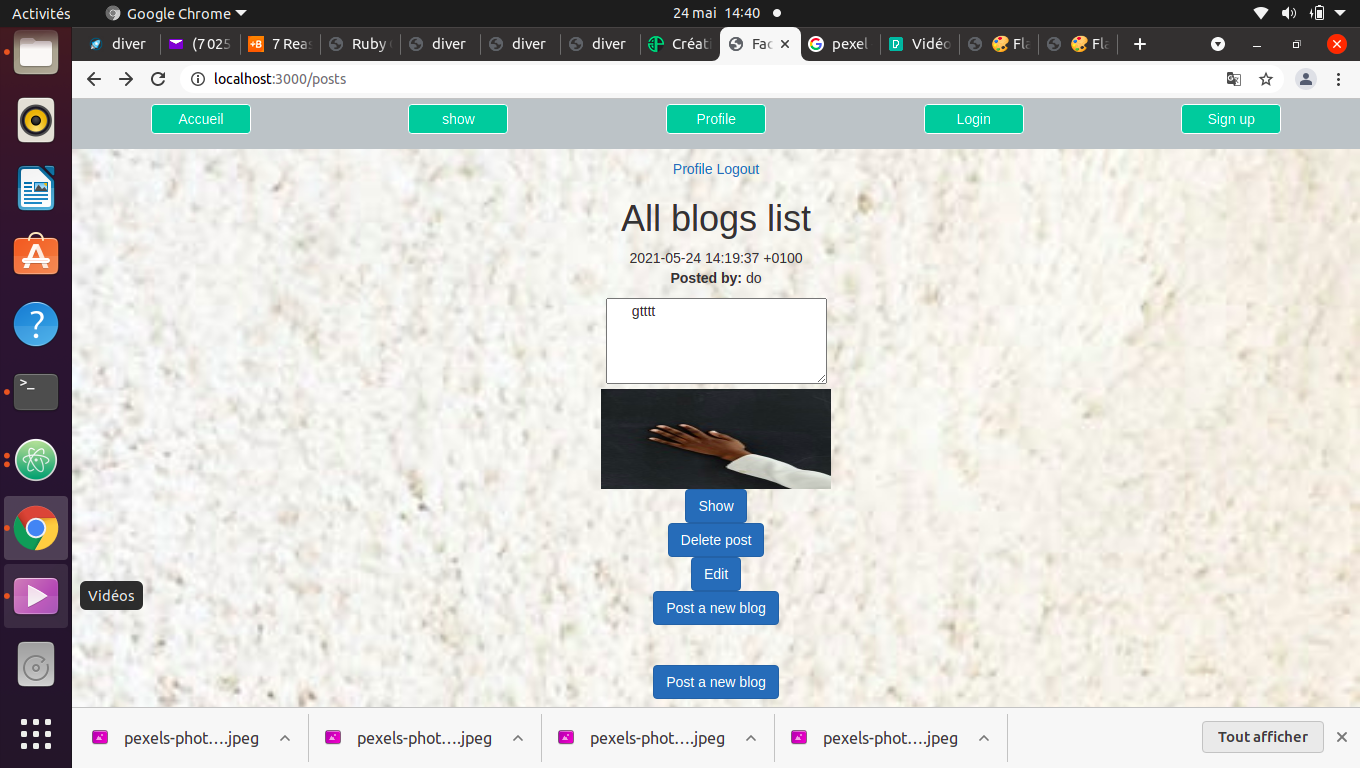 Activités Google Chrome 24 mai 14:40
diver (7 025 7 Reas Ruby diver diver diver Créati Fac pexel Vidéo Fla Fla
localhost:3000/posts
Accueil show Profile Login Sign up
Profile Logout
All blogs list
2021-05-24 14:19:37 +0100
Posted by: do
gtttt
Show
Delete post
Edit
Vidéos
Post a new blog
Post a new blog
pexels-phot….jpeg pexels-phot….jpeg pexels-phot….jpeg pexels-phot….jpeg Tout afficher